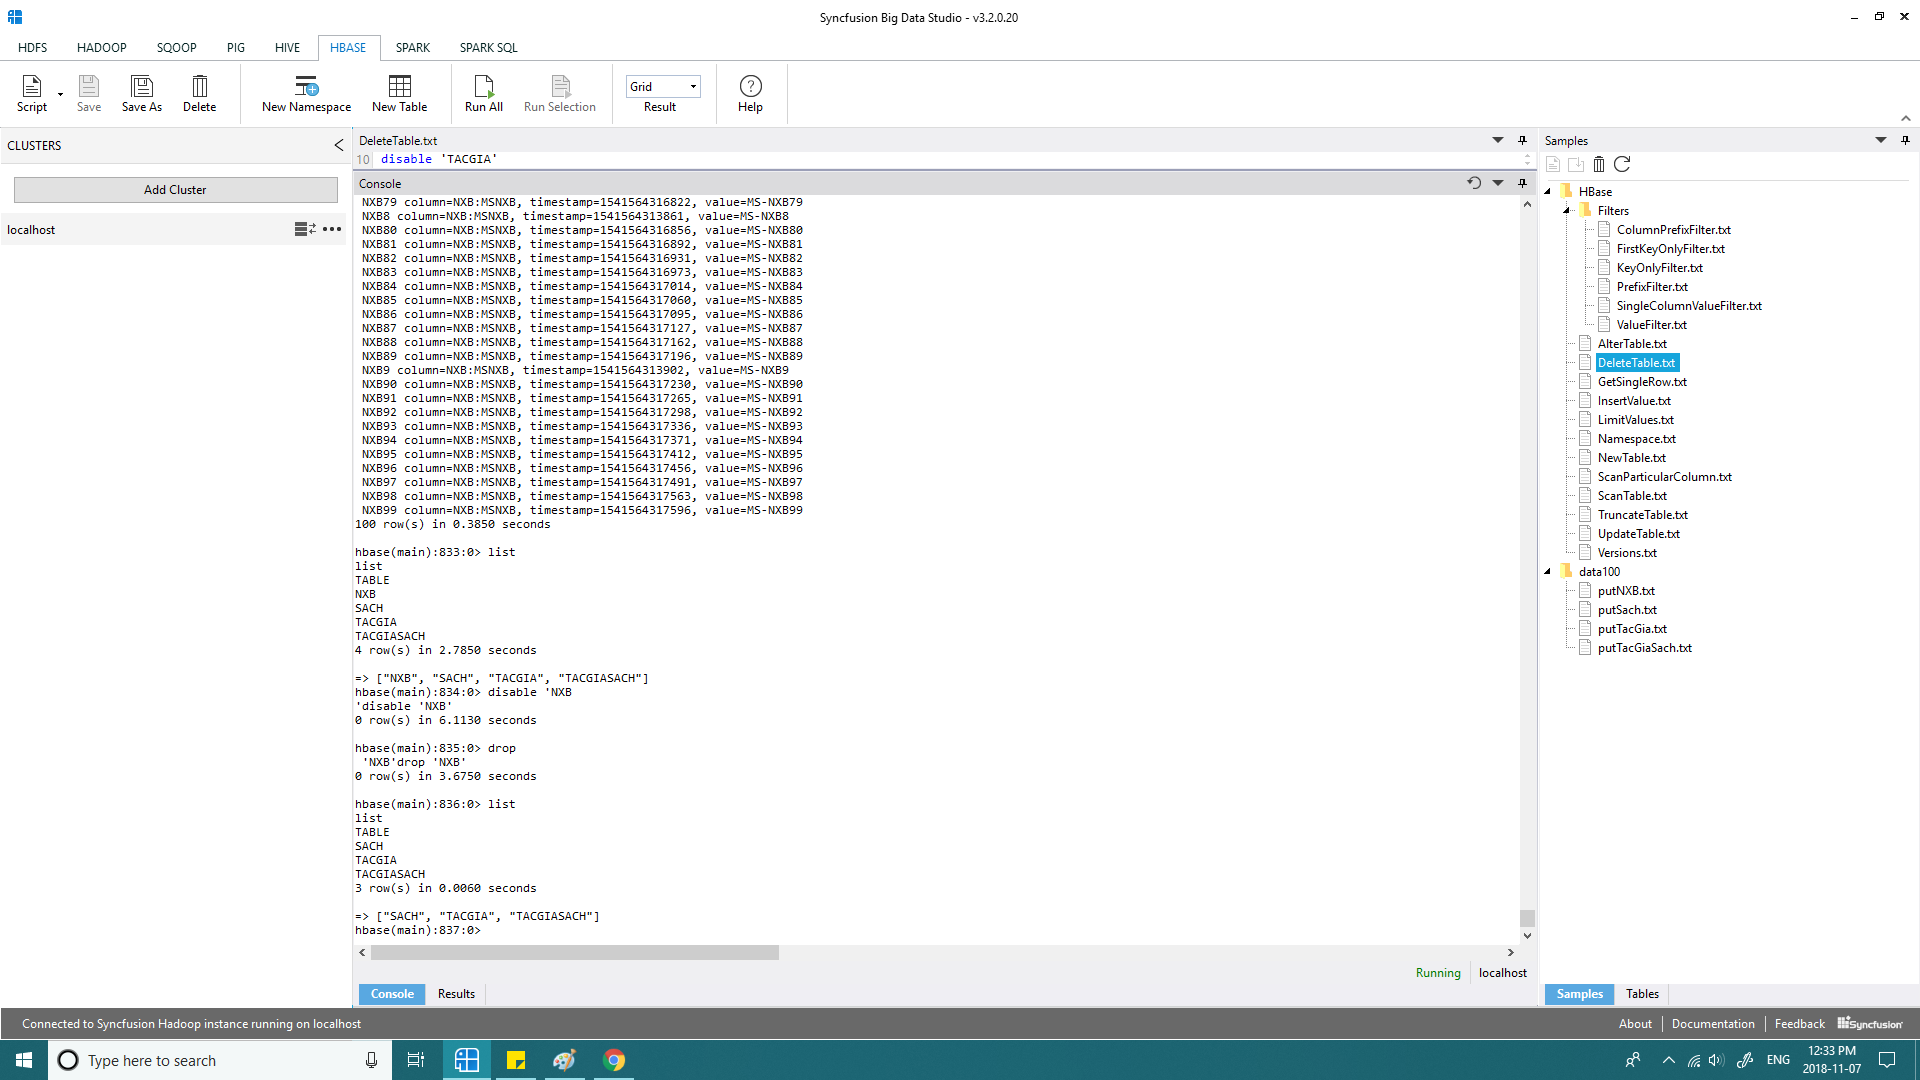 Syncfusion Big Data Studio - v3.2.0.20
HDFS HADOOP SQOOP PIG HIVE HBASE SPARK SPARK SQL
Script Save Save As Delete New Namespace New Table Run All Run Selection Grid Result Help
CLUSTERS
Add Cluster
localhost
DeleteTable.txt
10 disable 'TACGIA'
Console
NXB79 column=NXB:MSNXB, timestamp=1541564316822, value=MS-NXB79
NXB8 column=NXB:MSNXB, timestamp=1541564313861, value=MS-NXB8
NXB80 column=NXB:MSNXB, timestamp=1541564316856, value=MS-NXB80
NXB81 column=NXB:MSNXB, timestamp=1541564316892, value=MS-NXB81
NXB82 column=NXB:MSNXB, timestamp=1541564316931, value=MS-NXB82
NXB83 column=NXB:MSNXB, timestamp=1541564316973, value=MS-NXB83
NXB84 column=NXB:MSNXB, timestamp=1541564317014, value=MS-NXB84
NXB85 column=NXB:MSNXB, timestamp=1541564317060, value=MS-NXB85
NXB86 column=NXB:MSNXB, timestamp=1541564317095, value=MS-NXB86
NXB87 column=NXB:MSNXB, timestamp=1541564317127, value=MS-NXB87
NXB88 column=NXB:MSNXB, timestamp=1541564317162, value=MS-NXB88
NXB89 column=NXB:MSNXB, timestamp=1541564317196, value=MS-NXB89
NXB9 column=NXB:MSNXB, timestamp=1541564313902, value=MS-NXB9
NXB90 column=NXB:MSNXB, timestamp=1541564317230, value=MS-NXB90
NXB91 column=NXB:MSNXB, timestamp=1541564317265, value=MS-NXB91
NXB92 column=NXB:MSNXB, timestamp=1541564317298, value=MS-NXB92
NXB93 column=NXB:MSNXB, timestamp=1541564317336, value=MS-NXB93
NXB94 column=NXB:MSNXB, timestamp=1541564317371, value=MS-NXB94
NXB95 column=NXB:MSNXB, timestamp=1541564317412, value=MS-NXB95
NXB96 column=NXB:MSNXB, timestamp=1541564317456, value=MS-NXB96
NXB97 column=NXB:MSNXB, timestamp=1541564317491, value=MS-NXB97
NXB98 column=NXB:MSNXB, timestamp=1541564317563, value=MS-NXB98
NXB99 column=NXB:MSNXB, timestamp=1541564317596, value=MS-NXB99
100 row(s) in 0.3850 seconds
hbase(main):833:0> list
list
TABLE
NXB
SACH
TACGIA
TACGIASACH
4 row(s) in 2.7850 seconds
=> ["NXB", "SACH", "TACGIA", "TACGIASACH"]
hbase(main):834:0> disable 'NXB
'disable 'NXB'
0 row(s) in 6.1130 seconds
hbase(main):835:0> drop
'NXB'drop 'NXB'
0 row(s) in 3.6750 seconds
hbase(main):836:0> list
list
TABLE
SACH
TACGIA
TACGIASACH
3 row(s) in 0.0060 seconds
=> ["SACH", "TACGIA", "TACGIASACH"]
hbase(main):837:0>
Running localhost
Console Results
Samples
HBase
Filters
ColumnPrefixFilter.txt
FirstKeyOnlyFilter.txt
KeyOnlyFilter.txt
PrefixFilter.txt
SingleColumnValueFilter.txt
ValueFilter.txt
AlterTable.txt
DeleteTable.txt
GetSingleRow.txt
InsertValue.txt
LimitValues.txt
Namespace.txt
NewTable.txt
ScanParticularColumn.txt
ScanTable.txt
TruncateTable.txt
UpdateTable.txt
Versions.txt
data100
putNXB.txt
putSach.txt
putTacGia.txt
putTacGiaSach.txt
Samples Tables
Connected to Syncfusion Hadoop instance running on localhost
About Documentation Feedback Syncfusion
Type here to search
ENG
12:33 PM
2018-11-07